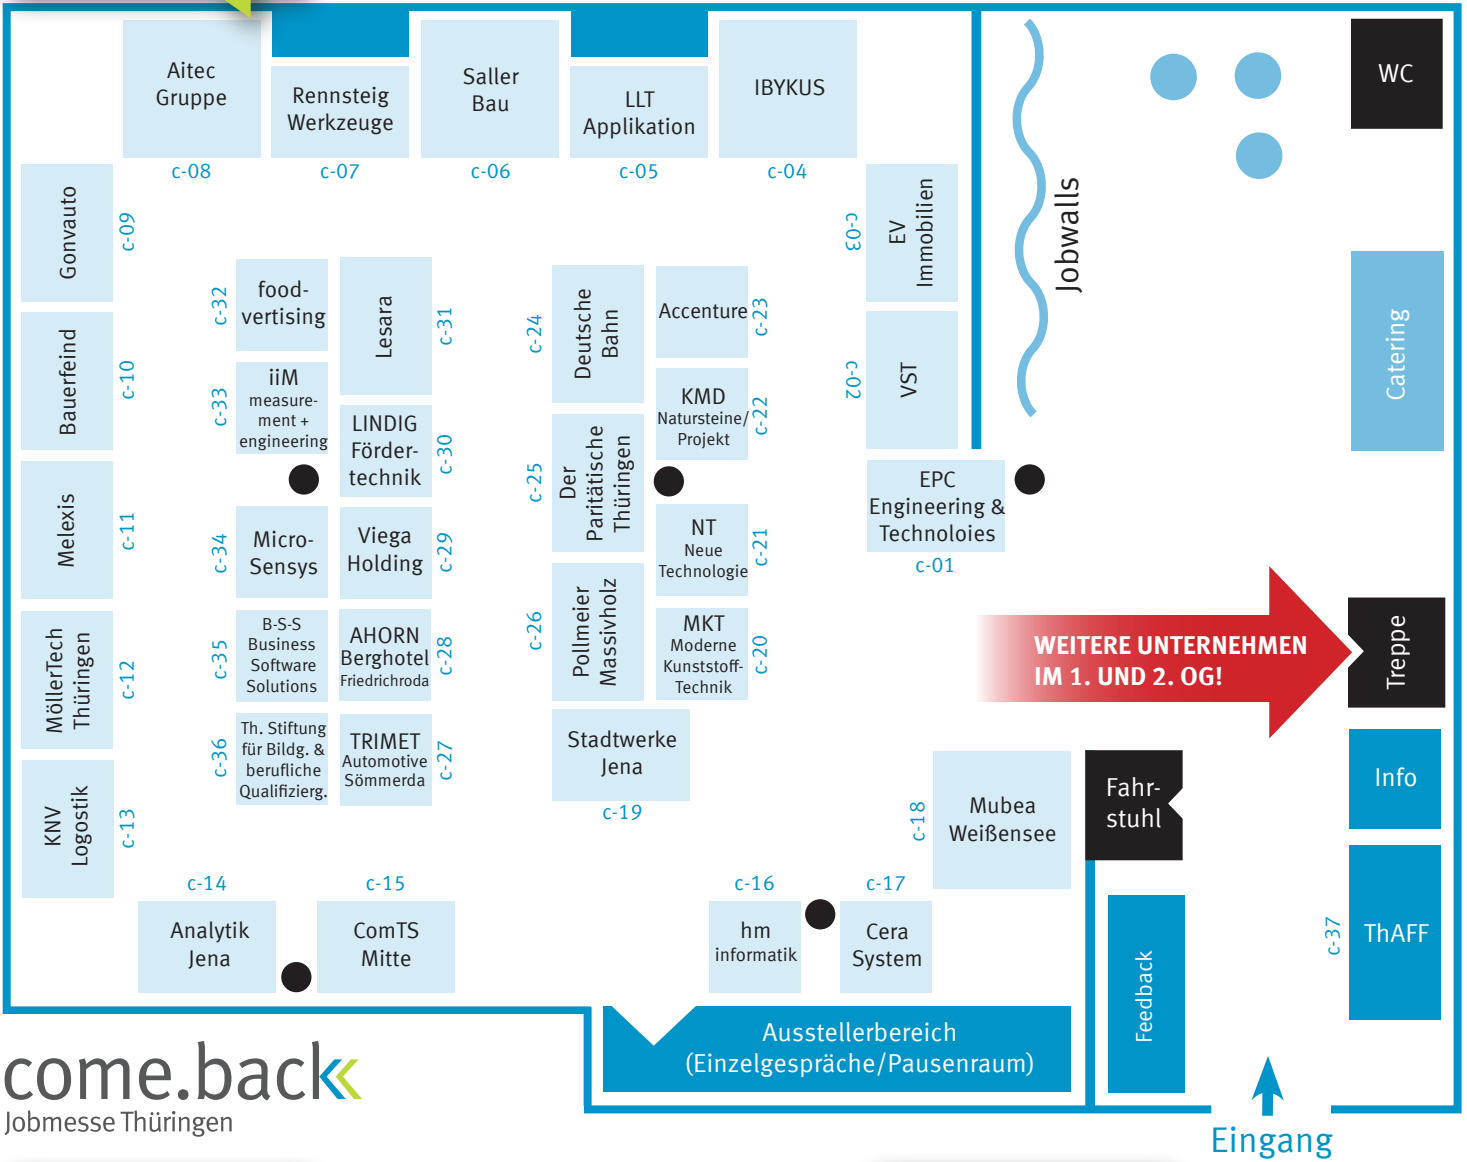 Aitec
Gruppe
c-08
Rennsteig
Werkzeuge
c-07
Saller
Bau
c-06
LLT
Applikation
c-05
IBYKUS
c-04
WC
Gonvauto
c-09
EV
Immobilien
c-03
Jobwalls
Catering
food-
vertising
c-32
Lesara
c-31
Deutsche
Bahn
c-24
Accenture
c-23
Bauerfeind
c-10
iiM
measure-
ment +
engineering
c-33
LINDIG
Förder-
technik
c-30
KMD
Natursteine/
Projekt
c-22
VST
c-02
Melexis
c-11
Der
Paritätische
Thüringen
c-25
EPC
Engineering &
Technoloies
c-01
Micro-
Sensys
c-34
Viega
Holding
c-29
NT
Neue
Technologie
c-21
MöllerTech
Thüringen
c-12
B-S-S
Business
Software
Solutions
c-35
AHORN
Berghotel
Friedrichroda
c-28
Pollmeier
Massivholz
c-26
MKT
Moderne
Kunststoff-
Technik
c-20
WEITERE UNTERNEHMEN
IM 1. UND 2. OG!
Treppe
Th. Stiftung
für Bildg. &
berufliche
Qualifizierg.
c-36
TRIMET
Automotive
Sömmerda
c-27
Stadtwerke
Jena
c-19
KNV
Logostik
c-13
Mubea
Weißensee
c-18
Fahr-
stuhl
Info
c-14
Analytik
Jena
c-15
ComTS
Mitte
c-16
hm
informatik
c-17
Cera
System
c-37
ThAFF
Feedback
Ausstellerbereich
(Einzelgespräche/Pausenraum)
come.back
Jobmesse Thüringen
Eingang